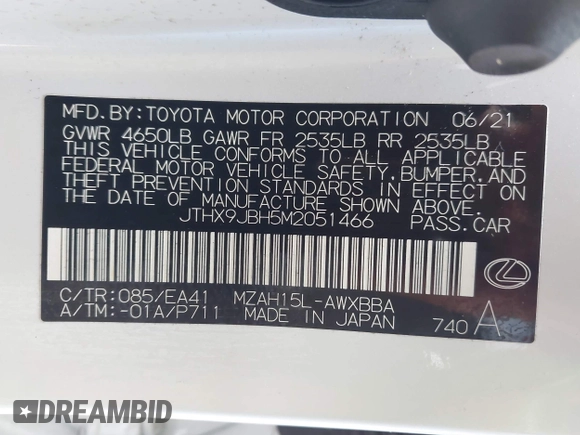 MFD.BY:TOYOTA MOTOR CORPORATION 06/21
GVWR 4650LB GAWR FR 2535LB RR 2535LB
THIS VEHICLE CONFORMS TO ALL APPLICABLE
FEDERAL MOTOR VEHICLE SAFETY,BUMPER,AND
THEFT PREVENTION STANDARDS IN EFFECT ON
THE DATE OF MANUFACTURE SHOWN ABOVE.
JTHX9JBH5M2051466 PASS.CAR
C/TR:085/EA41 MZAH15L-AWXBBA
A/TM:-01A/P711 MADE IN JAPAN 740 A
DREAMBID